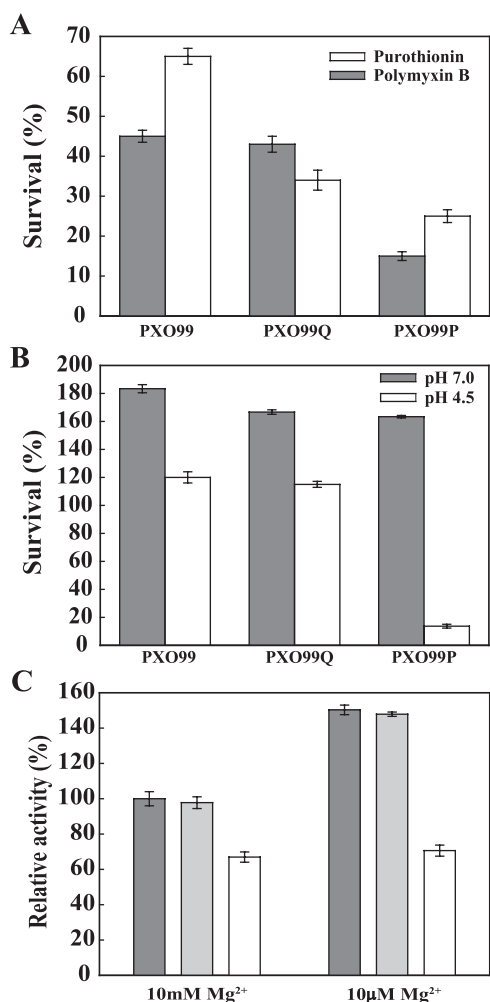 A
Survival (%)
70
60
50
40
30
20
10
0
Purothionin
Polymyxin B
PXO99 PXO99Q PXO99P
B
Survival (%)
200
180
160
140
120
100
80
60
40
20
0
pH 7.0
pH 4.5
PXO99 PXO99Q PXO99P
C
Relative activity (%)
160
140
120
100
80
60
40
20
0
10mM Mg²⁺ 10µM Mg²⁺